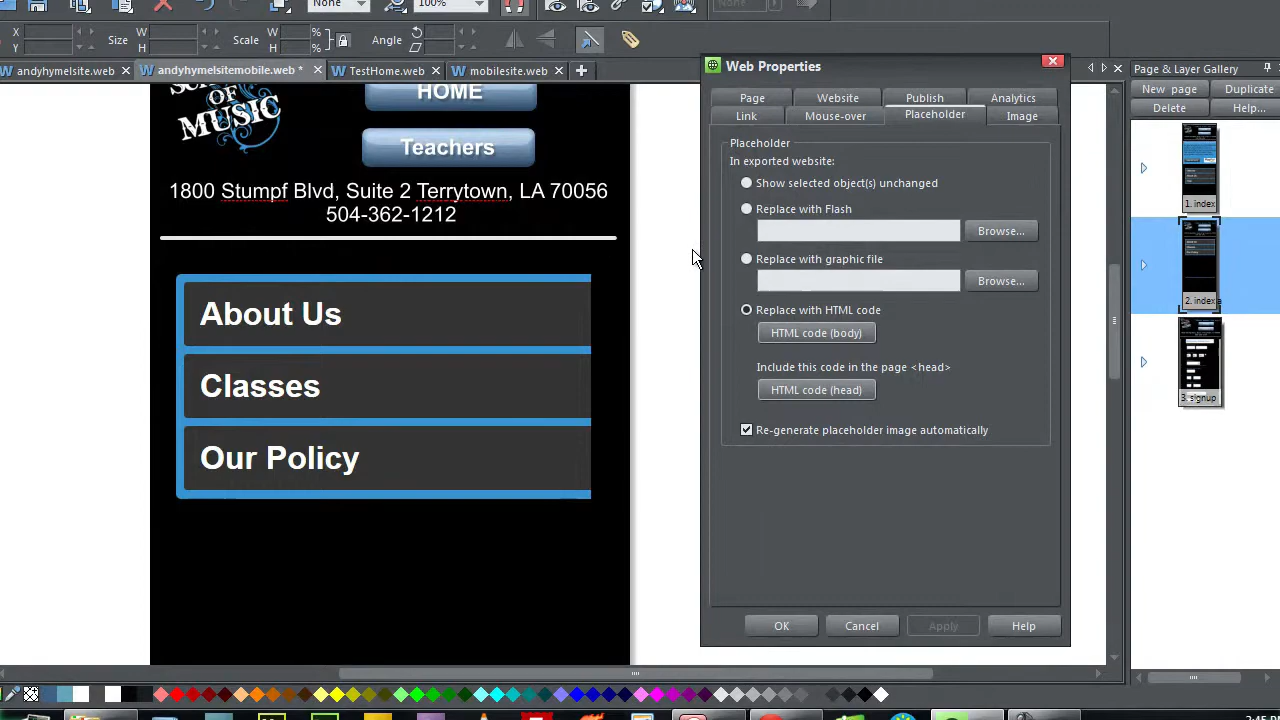 None
100%
None
X
Y
Size
W
H
Scale
W
H
%
%
Angle
andyhymelsite.web
andyhymelsitemobile.web *
TestHome.web
mobilesite.web
OF
MUSIC
HOME
Teachers
1800 Stumpf Blvd, Suite 2 Terrytown, LA 70056
504-362-1212
About Us
Classes
Our Policy
Web Properties
Page
Website
Publish
Analytics
Link
Mouse-over
Placeholder
Image
Placeholder
In exported website:
Show selected object(s) unchanged
Replace with Flash
Browse...
Replace with graphic file
Browse...
Replace with HTML code
HTML code (body)
Include this code in the page <head>
HTML code (head)
Re-generate placeholder image automatically
OK
Cancel
Apply
Help
Page & Layer Gallery
New page
Duplicate
Delete
Help...
1. index
2. index
3. signup